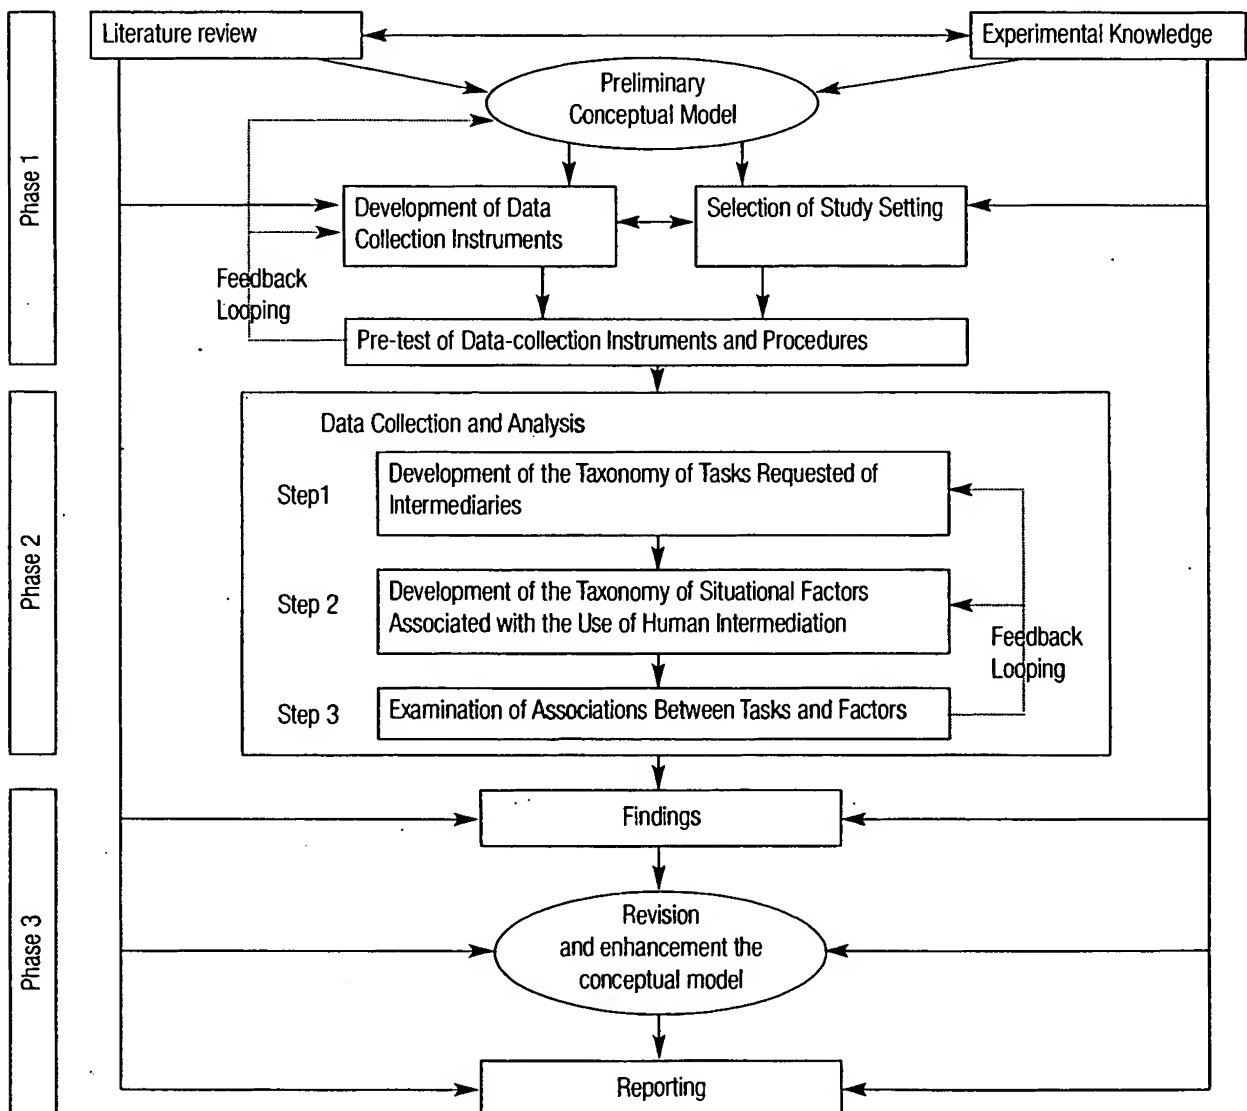 Literature review
Experimental Knowledge
Preliminary
Conceptual Model
Phase 1
Development of Data
Collection Instruments
Selection of Study Setting
Feedback
Looping
Pre-test of Data-collection Instruments and Procedures
Phase 2
Data Collection and Analysis
Step1
Development of the Taxonomy of Tasks Requested of
Intermediaries
Step 2
Development of the Taxonomy of Situational Factors
Associated with the Use of Human Intermediation
Feedback
Looping
Step 3
Examination of Associations Between Tasks and Factors
Phase 3
Findings
Revision
and enhancement the
conceptual model
Reporting